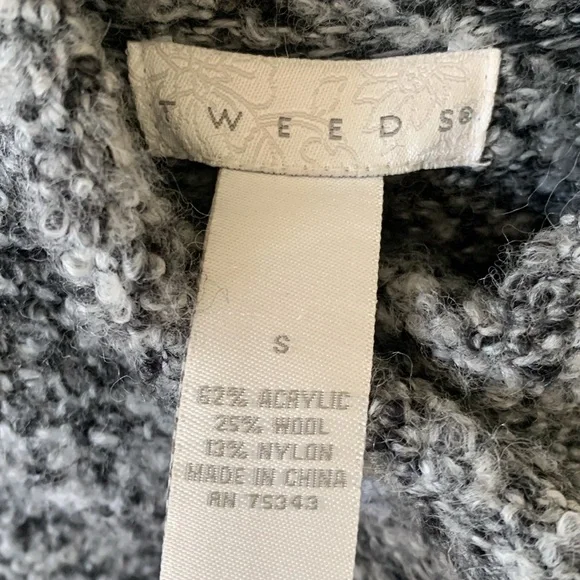 TWEEDS®
S
62% ACRYLIC
25% WOOL
13% NYLON
MADE IN CHINA
RN 75343